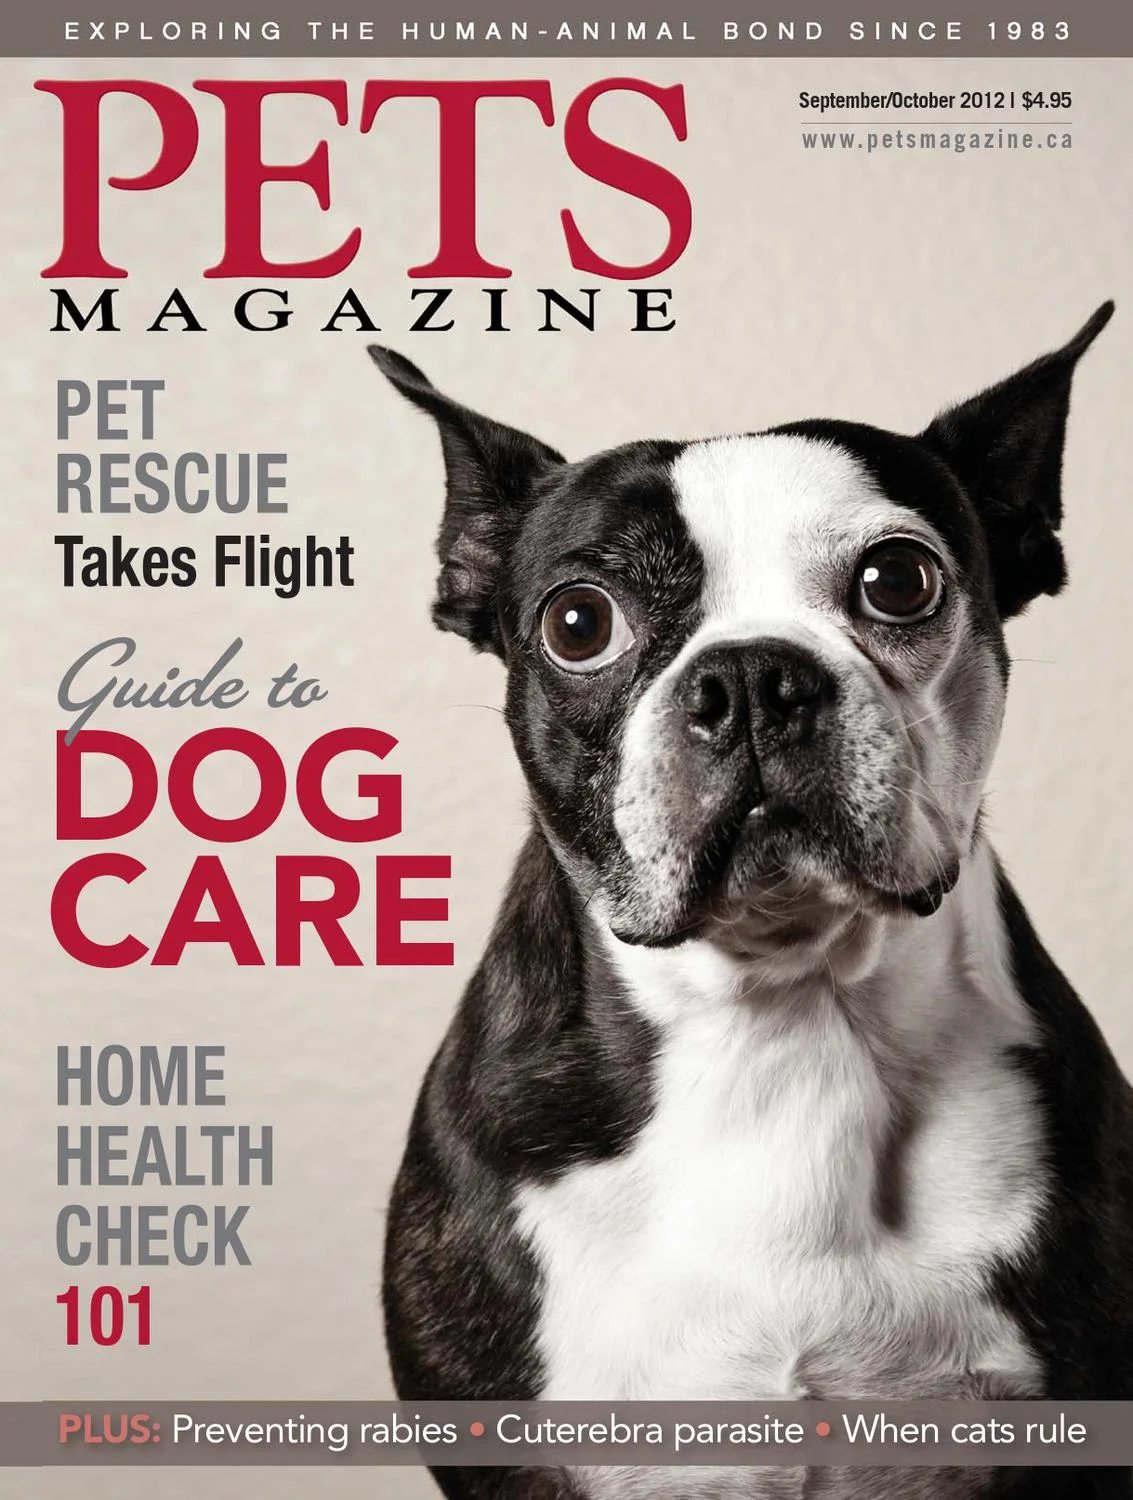 EXPLORING THE HUMAN-ANIMAL BOND SINCE 1983
PETS
MAGAZINE
September/October 2012 | $4.95
www.petsmagazine.ca
PET
RESCUE
Takes Flight
Guide to
DOG
CARE
HOME
HEALTH
CHECK
101
PLUS: Preventing rabies • Cuterebra parasite • When cats rule